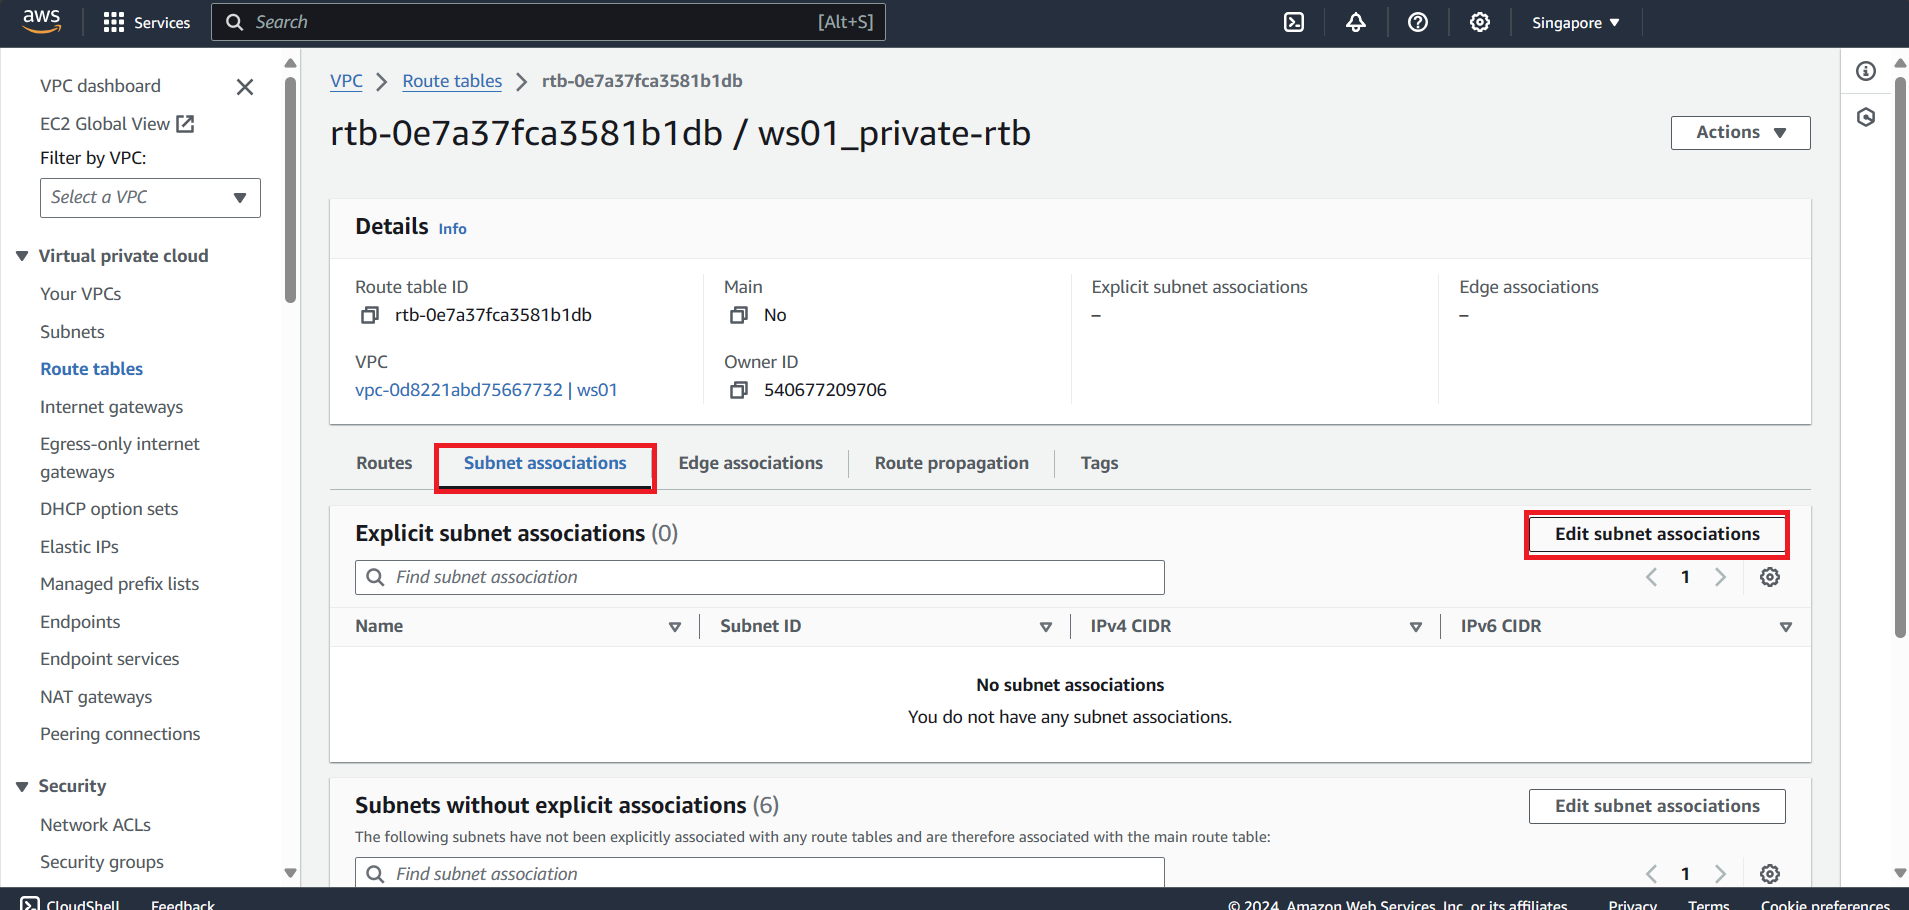 aws
Services
Search
[Alt+S]
Singapore
VPC dashboard
EC2 Global View
Filter by VPC:
Select a VPC
Virtual private cloud
Your VPCs
Subnets
Route tables
Internet gateways
Egress-only internet
gateways
DHCP option sets
Elastic IPs
Managed prefix lists
Endpoints
Endpoint services
NAT gateways
Peering connections
Security
Network ACLs
Security groups
VPC
Route tables
rtb-0e7a37fca3581b1db
rtb-0e7a37fca3581b1db / ws01_private-rtb
Actions
Details Info
Route table ID
rtb-0e7a37fca3581b1db
Main
No
Explicit subnet associations
–
Edge associations
–
VPC
vpc-0d8221abd75667732 | ws01
Owner ID
540677209706
Routes
Subnet associations
Edge associations
Route propagation
Tags
Explicit subnet associations (0)
Edit subnet associations
Find subnet association
1
Name
Subnet ID
IPv4 CIDR
IPv6 CIDR
No subnet associations
You do not have any subnet associations.
Subnets without explicit associations (6)
Edit subnet associations
The following subnets have not been explicitly associated with any route tables and are therefore associated with the main route table:
Find subnet association
1
CloudShell
Feedback
© 2024, Amazon Web Services, Inc. or its affiliates.
Privacy
Terms
Cookie preferences